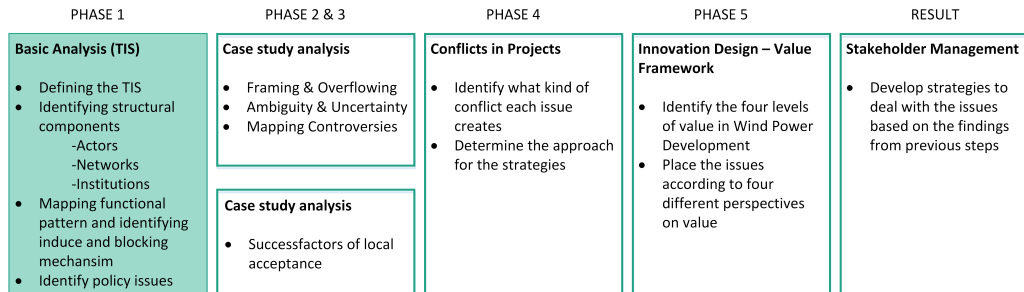 PHASE 1
PHASE 2 & 3
PHASE 4
PHASE 5
RESULT
Basic Analysis (TIS)
• Defining the TIS
• Identifying structural
components
-Actors
-Networks
-Institutions
• Mapping functional
pattern and identifying
induce and blocking
mechansim
• Identify policy issues
Case study analysis
• Framing & Overflowing
• Ambiguity & Uncertainty
• Mapping Controversies
Case study analysis
• Successfactors of local
acceptance
Conflicts in Projects
• Identify what kind of
conflict each issue
creates
• Determine the approach
for the strategies
Innovation Design – Value
Framework
• Identify the four levels
of value in Wind Power
Development
• Place the issues
according to four
different perspectives
on value
Stakeholder Management
• Develop strategies to
deal with the issues
based on the findings
from previous steps